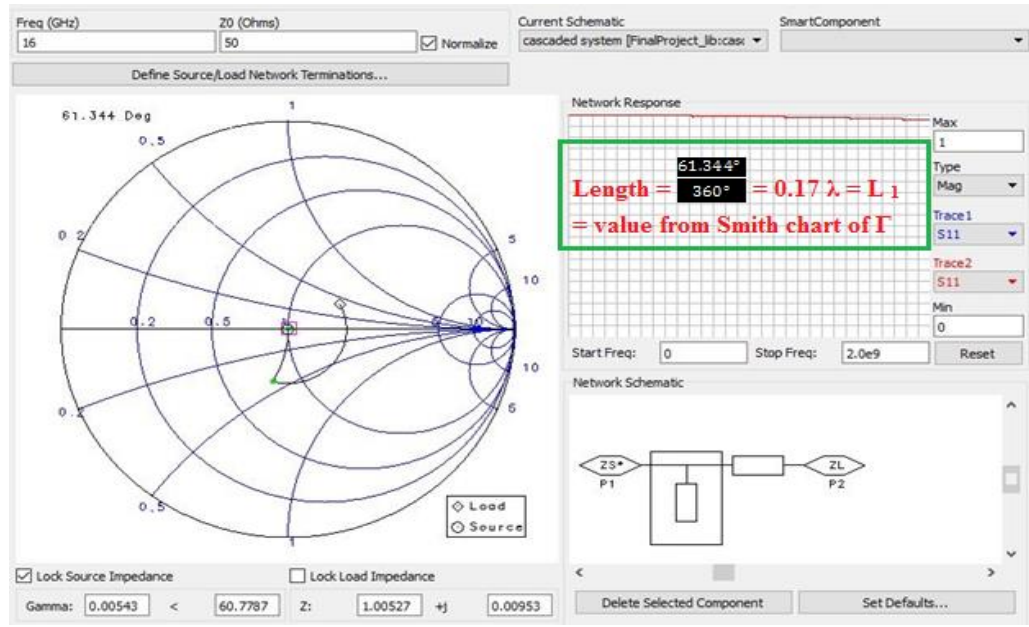 Freq (GHz)
Z0 (Ohms)
Current Schematic
SmartComponent
16
50
Normalize
cascaded system [FinalProject_lib:casc
Define Source/Load Network Terminations...
61.344 Deg
1
0.5
0.2
0.2
0.5
1
5
10
5
10
10
5
0.2
0.5
1
Load
Source
Network Response
Max
1
Type
Mag
Trace1
S11
Trace2
S11
Min
0
Length = 61.344° / 360° = 0.17 λ = L 1
= value from Smith chart of Γ
Start Freq:
0
Stop Freq:
2.0e9
Reset
Network Schematic
ZS*
P1
ZL
P2
Lock Source Impedance
Lock Load Impedance
Gamma:
0.00543
<
60.7787
Z:
1.00527
+j
0.00953
Delete Selected Component
Set Defaults...